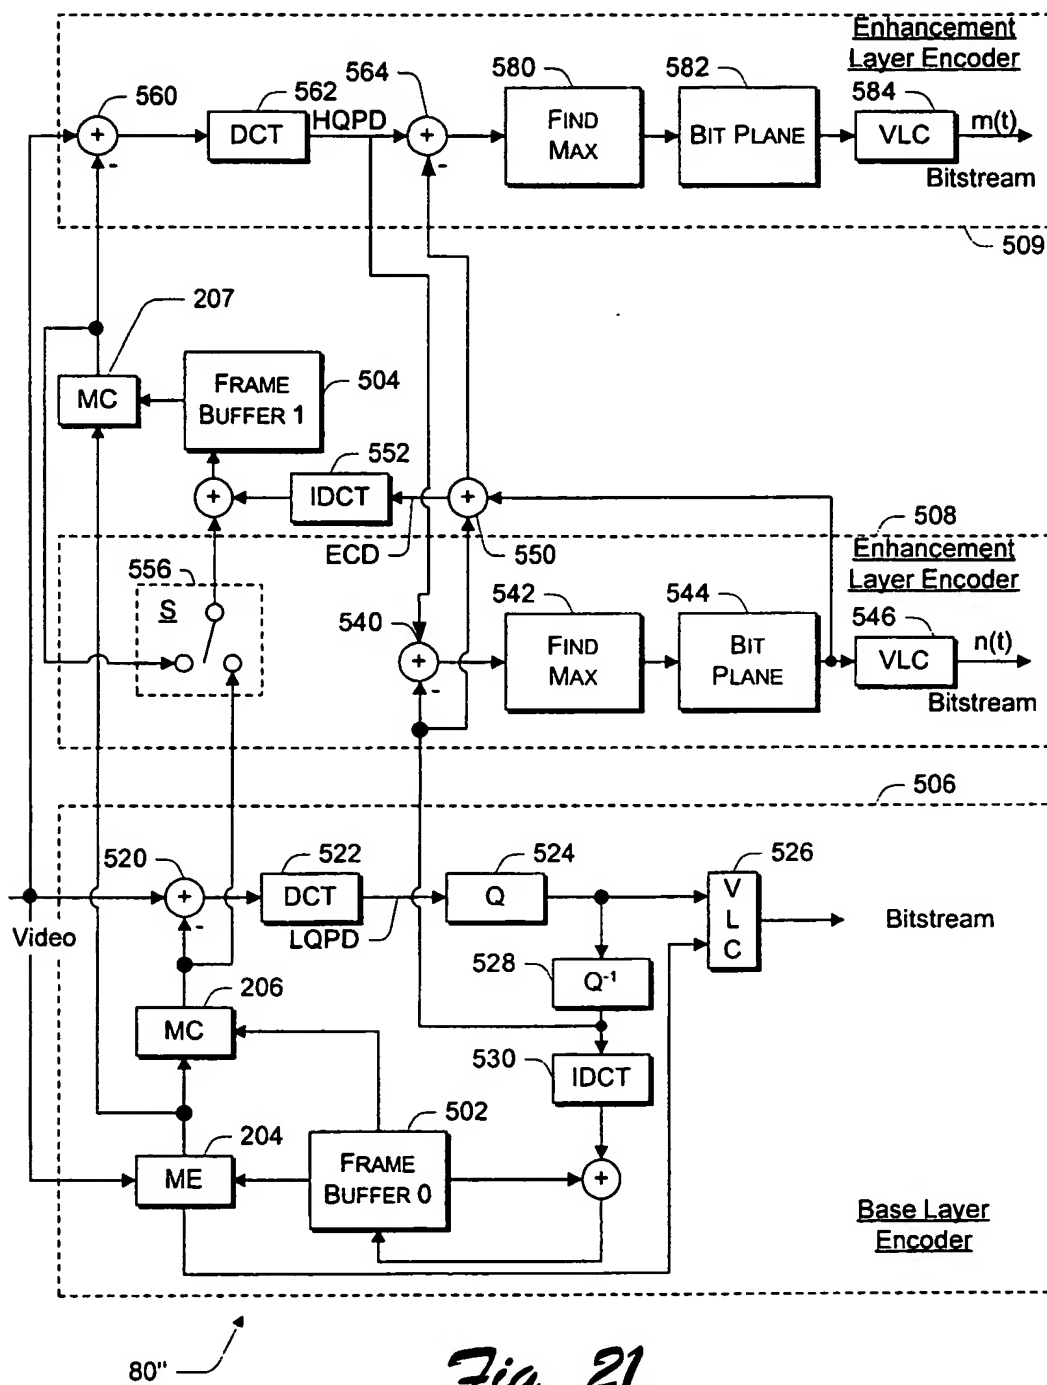 Enhancement
Layer Encoder
560
562
564
580
582
584
+
-
DCT
HQPD
+
-
FIND
MAX
BIT PLANE
VLC
m(t)
Bitstream
509
207
MC
FRAME
BUFFER 1
504
552
+
IDCT
+
ECD
550
508
Enhancement
Layer Encoder
556
S
540
542
544
546
+
-
FIND
MAX
BIT
PLANE
VLC
n(t)
Bitstream
506
520
522
524
526
Video
+
-
DCT
LQPD
Q
V
L
C
Bitstream
528
Q-1
206
MC
530
IDCT
502
204
ME
FRAME
BUFFER 0
+
Base Layer
Encoder
80"
Fig. 21